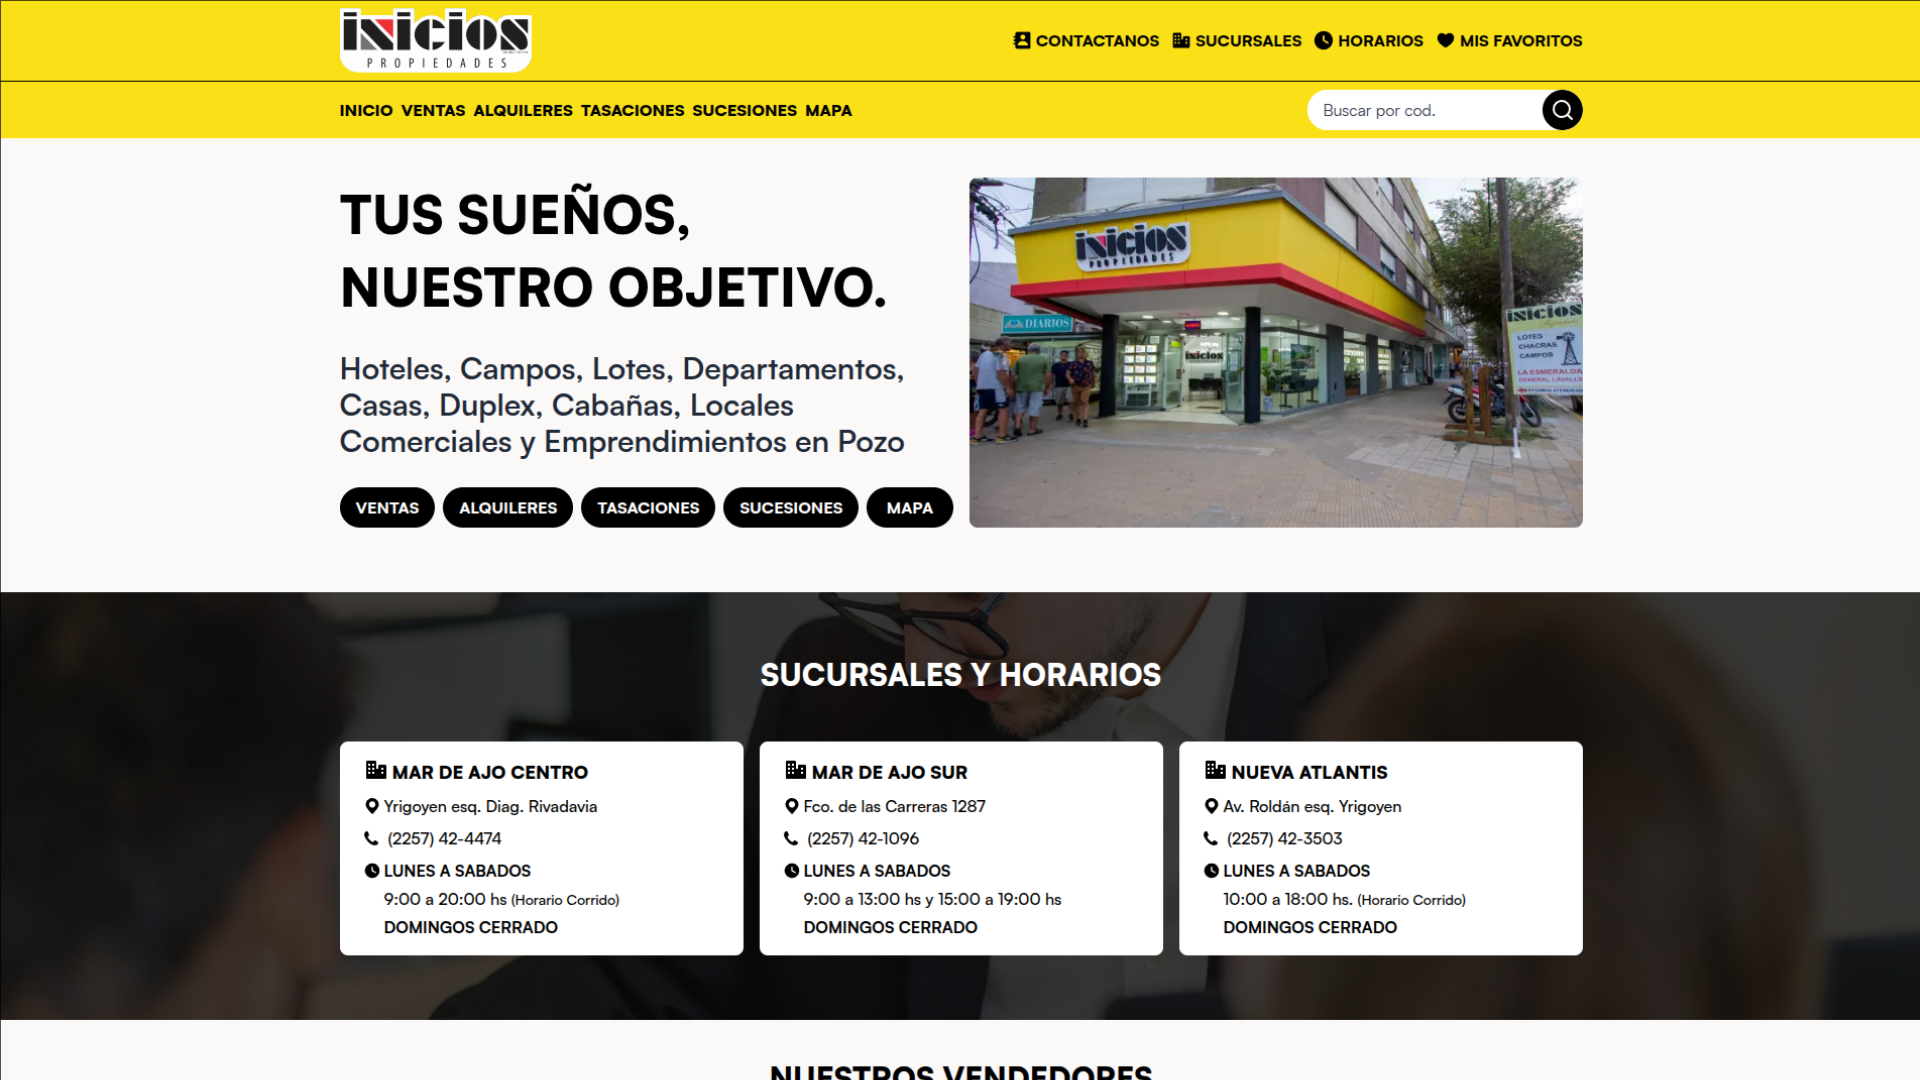 inicios
PROPIEDADES
CONTACTANOS SUCURSALES HORARIOS MIS FAVORITOS
INICIO VENTAS ALQUILERES TASACIONES SUCESIONES MAPA
Buscar por cod.
TUS SUEÑOS,
NUESTRO OBJETIVO.
Hoteles, Campos, Lotes, Departamentos,
Casas, Duplex, Cabañas, Locales
Comerciales y Emprendimientos en Pozo
VENTAS ALQUILERES TASACIONES SUCESIONES MAPA
inicios
PROPIEDADES
DIARIOS
inicios
INICIOS
LOTES
CHACRAS
CAMPOS
LA ESMERALDA
GENERAL LAVALLE
SUCURSALES Y HORARIOS
MAR DE AJO CENTRO
Yrigoyen esq. Diag. Rivadavia
(2257) 42-4474
LUNES A SABADOS
9:00 a 20:00 hs (Horario Corrido)
DOMINGOS CERRADO
MAR DE AJO SUR
Fco. de las Carreras 1287
(2257) 42-1096
LUNES A SABADOS
9:00 a 13:00 hs y 15:00 a 19:00 hs
DOMINGOS CERRADO
NUEVA ATLANTIS
Av. Roldán esq. Yrigoyen
(2257) 42-3503
LUNES A SABADOS
10:00 a 18:00 hs. (Horario Corrido)
DOMINGOS CERRADO
NUESTROS VENDEDORES